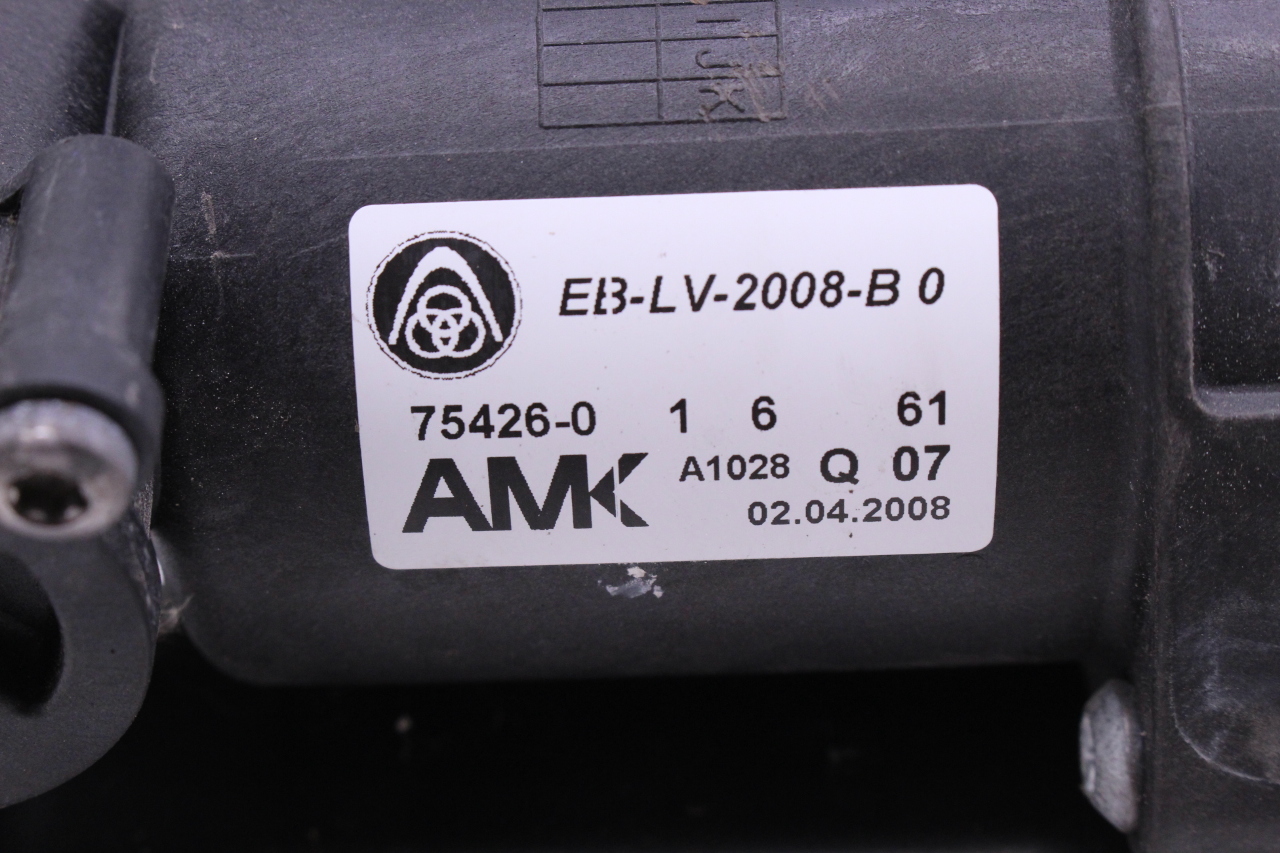 I
J
K
EB-LV-2008-B 0
75426-0 1 6 61
AMK A1028 Q 07
02.04.2008